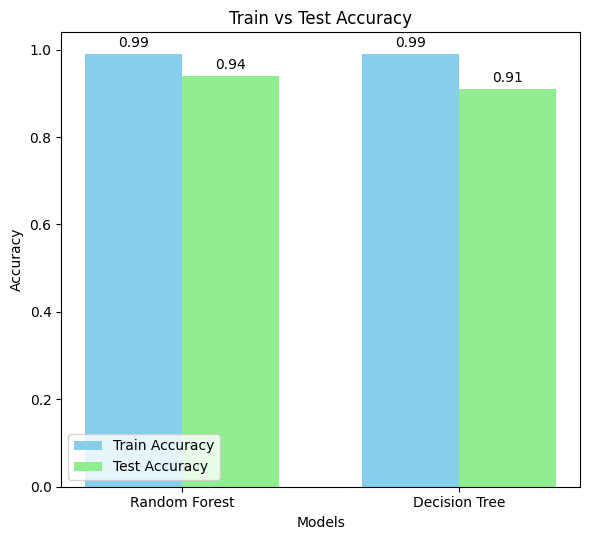 Train vs Test Accuracy
0.99
0.94
0.99
0.91
1.0
0.8
0.6
0.4
0.2
0.0
Accuracy
Train Accuracy
Test Accuracy
Random Forest
Decision Tree
Models